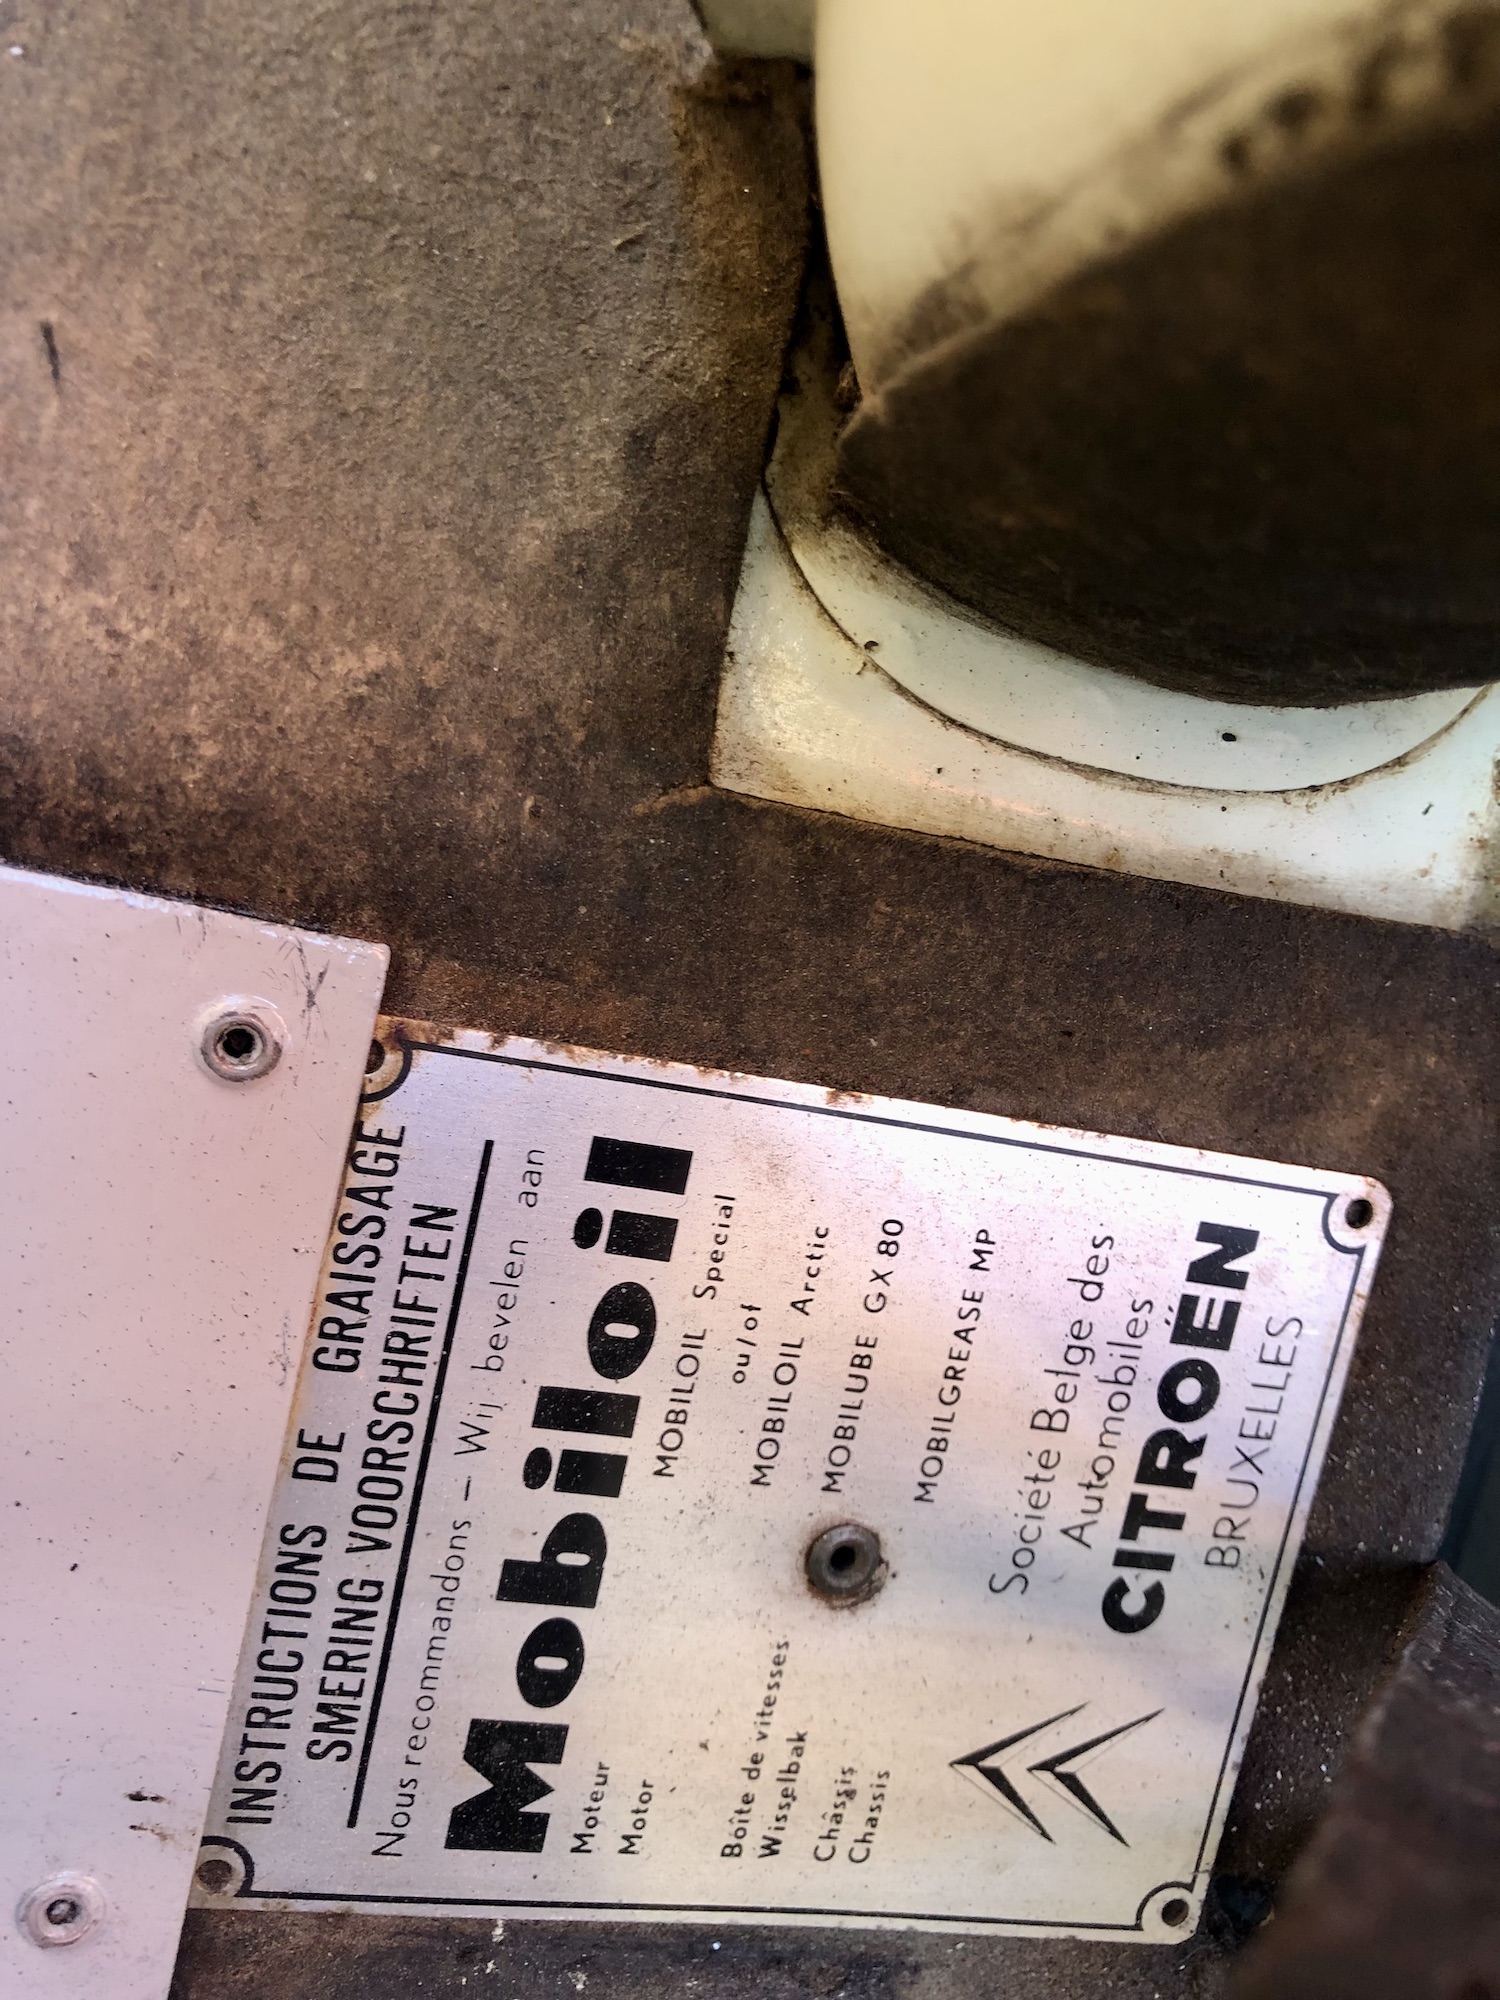 INSTRUCTIONS DE GRAISSAGE
SMERING VOORSCHRIFTEN
Nous recommandons – Wij bevelen aan
Mobiloil
Moteur
Motor
MOBILOIL Special
ou/of
MOBILOIL Arctic
Boîte de vitesses
Wisselbak
MOBILUBE GX 80
Châssis
Chassis
MOBILGREASE MP
Société Belge des
Automobiles
CITROËN
BRUXELLES